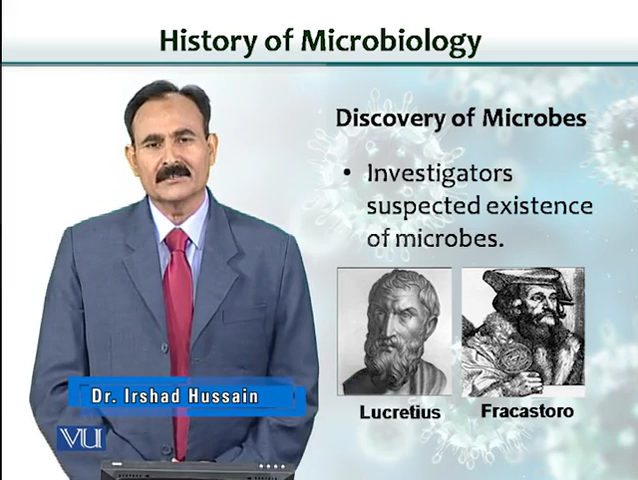 History of Microbiology
Discovery of Microbes
• Investigators
suspected existence
of microbes.
Lucretius
Fracastoro
Dr. Irshad Hussain
VU